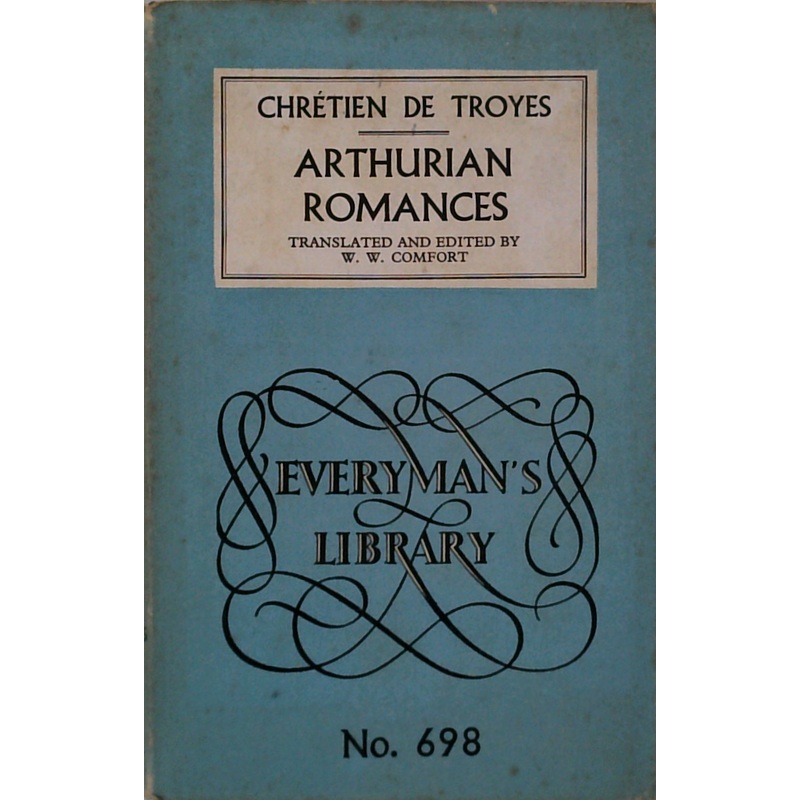 CHRÉTIEN DE TROYES
ARTHURIAN
ROMANCES
TRANSLATED AND EDITED BY
W. W. COMFORT
EVERYMAN'S
LIBRARY
No. 698